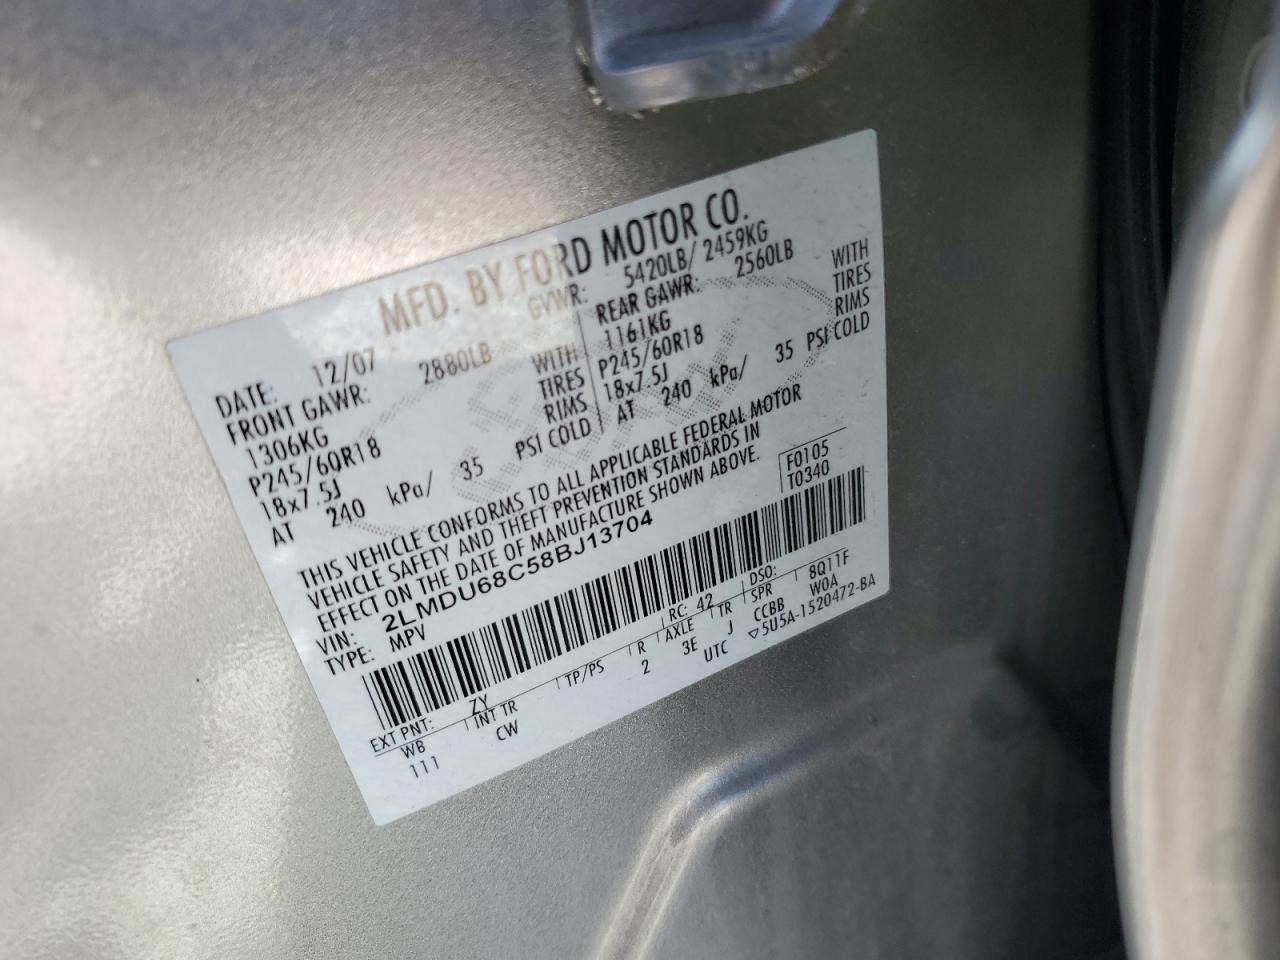 MFD. BY FORD MOTOR CO.
DATE: 12/07 GVWR: 5420LB/ 2459KG
FRONT GAWR: 2880LB REAR GAWR: 2560LB
1306KG WITH 1161KG WITH
P245/60R18 TIRES P245/60R18 TIRES
18x7.5J RIMS 18x7.5J RIMS
AT 240 kPa/ 35 PSI COLD AT 240 kPa/ 35 PSI COLD
THIS VEHICLE CONFORMS TO ALL APPLICABLE FEDERAL MOTOR
VEHICLE SAFETY AND THEFT PREVENTION STANDARDS IN
EFFECT ON THE DATE OF MANUFACTURE SHOWN ABOVE.
VIN: 2LMDU68C58BJ13704 F0105
TYPE: MPV T0340
EXT PNT: ZY RC: 42 DSO: 8Q11F
WB INT TR TP/PS R AXLE TR SPR WOA
111 CW 2 3E J CCBB
UTC ▽5U5A-1520472-BA